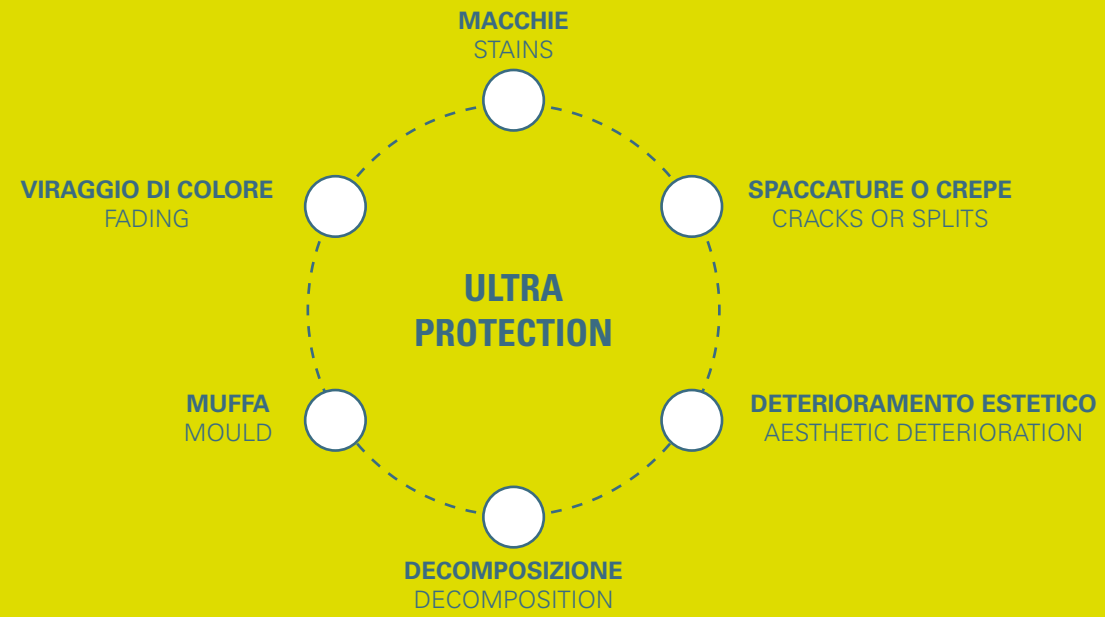 MACCHIE
STAINS
VIRAGGIO DI COLORE
FADING
SPACCATURE O CREPE
CRACKS OR SPLITS
ULTRA
PROTECTION
MUFFA
MOULD
DETERIORAMENTO ESTETICO
AESTHETIC DETERIORATION
DECOMPOSIZIONE
DECOMPOSITION